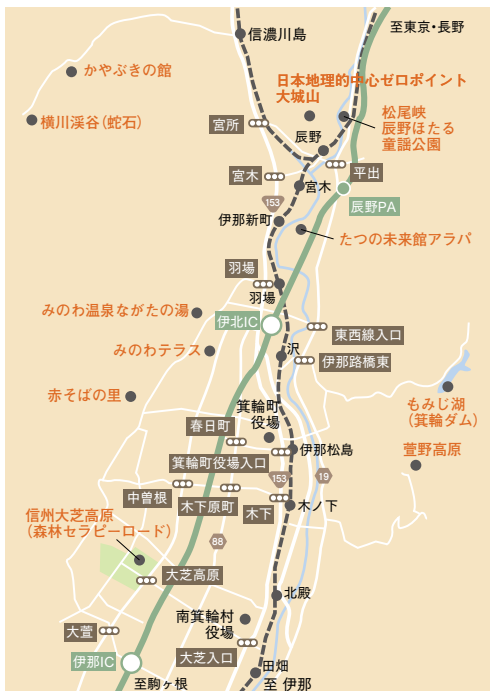 至東京・長野
信濃川島
かやぶきの館
日本地理的中心ゼロポイント
大城山
横川渓谷（蛇石）
宮所
松尾峡
辰野ほたる
童謡公園
辰野
平出
宮木
宮木
153
辰野PA
伊那新町
たつの未来館アラパ
羽場
羽場
みのわ温泉ながたの湯
伊北IC
東西線入口
沢
みのわテラス
伊那路橋東
赤そばの里
もみじ湖
（箕輪ダム）
箕輪町
役場
春日町
伊那松島
萱野高原
箕輪町役場入口
153
19
中曽根
木下原町
木下
木ノ下
信州大芝高原
（森林セラピーロード）
88
大芝高原
北殿
南箕輪村
役場
大萱
大芝入口
伊那IC
田畑
至駒ヶ根
至 伊那